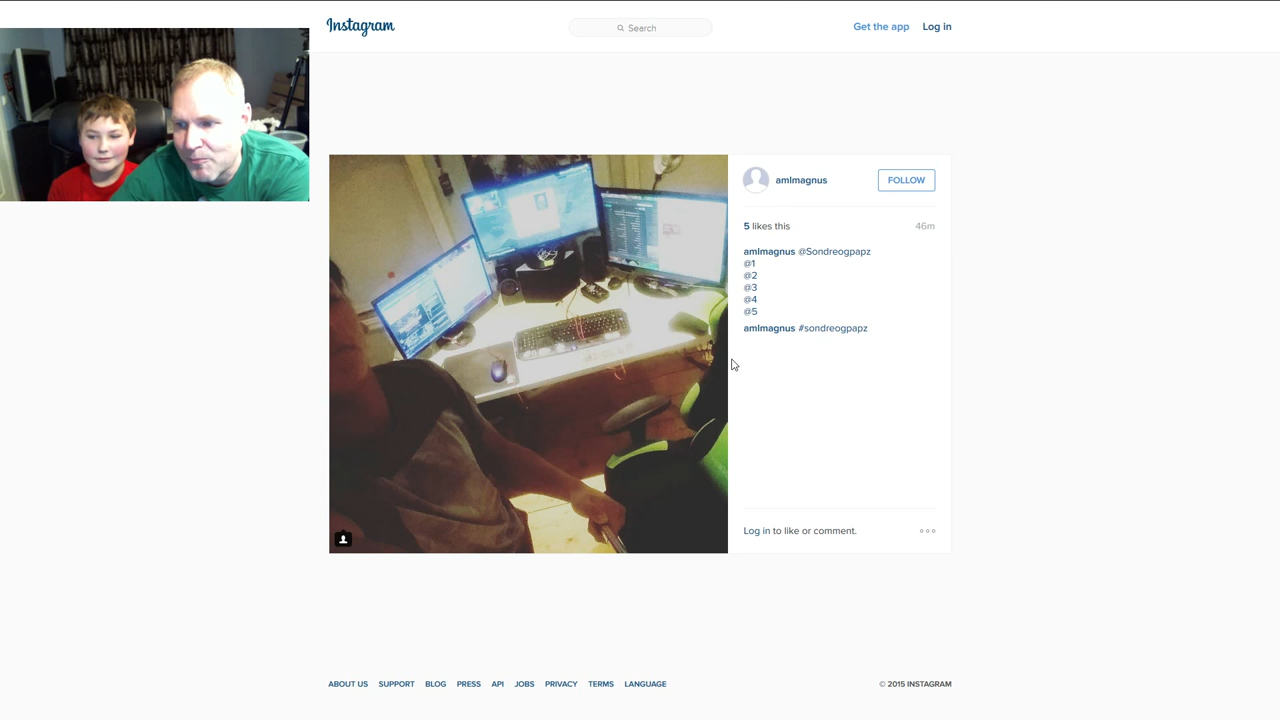 Instagram
Search
Get the app
Log in
amlmagnus
FOLLOW
5 likes this
46m
amlmagnus @Sondreogpapz
@1
@2
@3
@4
@5
amlmagnus #sondreogpapz
Log in to like or comment.
ABOUT US SUPPORT BLOG PRESS API JOBS PRIVACY TERMS LANGUAGE
© 2015 INSTAGRAM